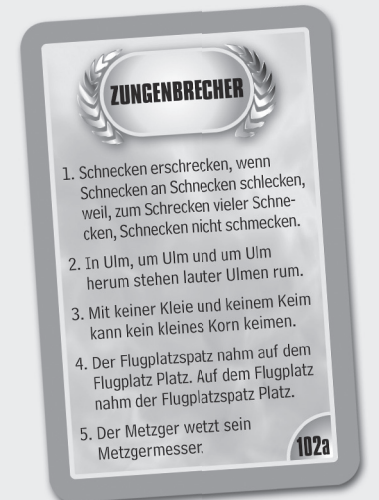 ZUNGENBRECHER
1. Schnecken erschrecken, wenn
Schnecken an Schnecken schlecken,
weil, zum Schrecken vieler Schne-
cken, Schnecken nicht schmecken.
2. In Ulm, um Ulm und um Ulm
herum stehen lauter Ulmen rum.
3. Mit keiner Kleie und keinem Keim
kann kein kleines Korn keimen.
4. Der Flugplatzspatz nahm auf dem
Flugplatz Platz. Auf dem Flugplatz
nahm der Flugplatzspatz Platz.
5. Der Metzger wetzt sein
Metzgermesser.
102a